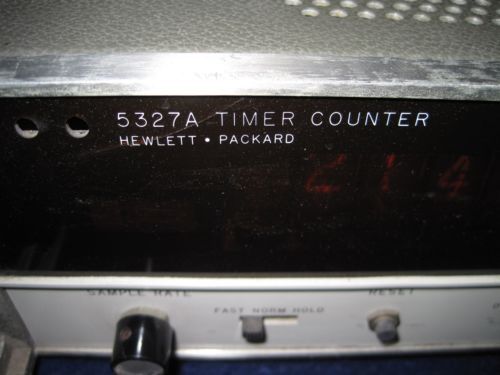 5327A TIMER COUNTER
HEWLETT • PACKARD
SAMPLE RATE
FAST NORM HOLD
RESET